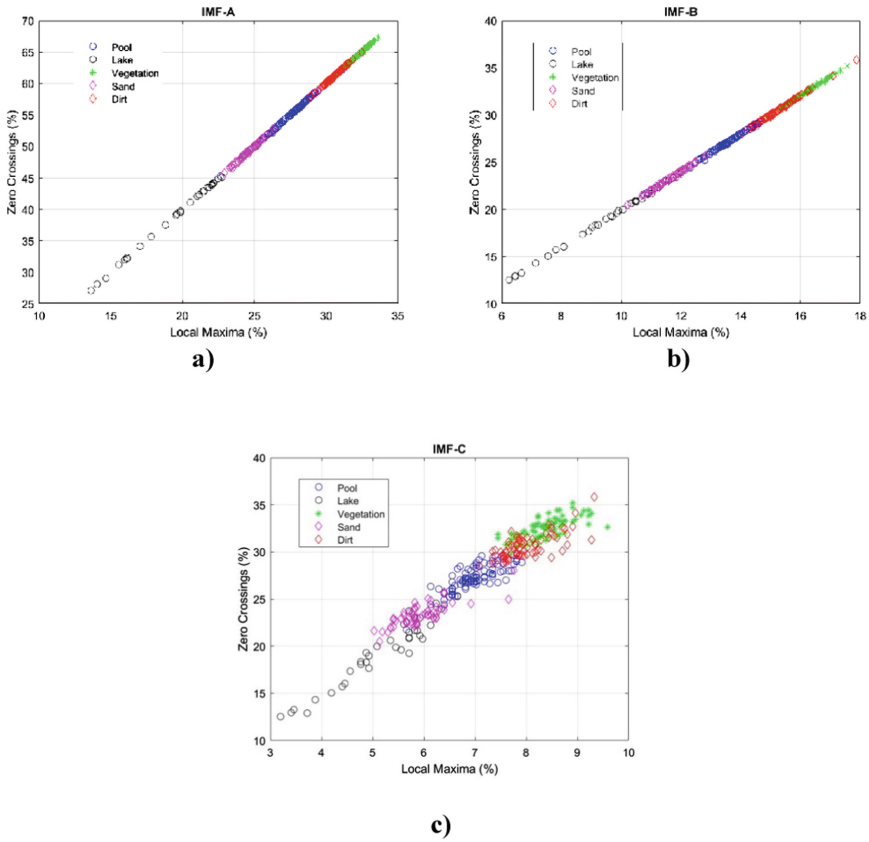 IMF-A
70
65
60
55
50
45
40
35
30
25
Zero Crossings (%)
Pool
Lake
Vegetation
Sand
Dirt
10 15 20 25 30 35
Local Maxima (%)
a)
IMF-B
40
35
30
25
20
15
10
Zero Crossings (%)
Pool
Lake
Vegetation
Sand
Dirt
6 8 10 12 14 16 18
Local Maxima (%)
b)
IMF-C
40
35
30
25
20
15
10
Zero Crossings (%)
Pool
Lake
Vegetation
Sand
Dirt
3 4 5 6 7 8 9 10
Local Maxima (%)
c)